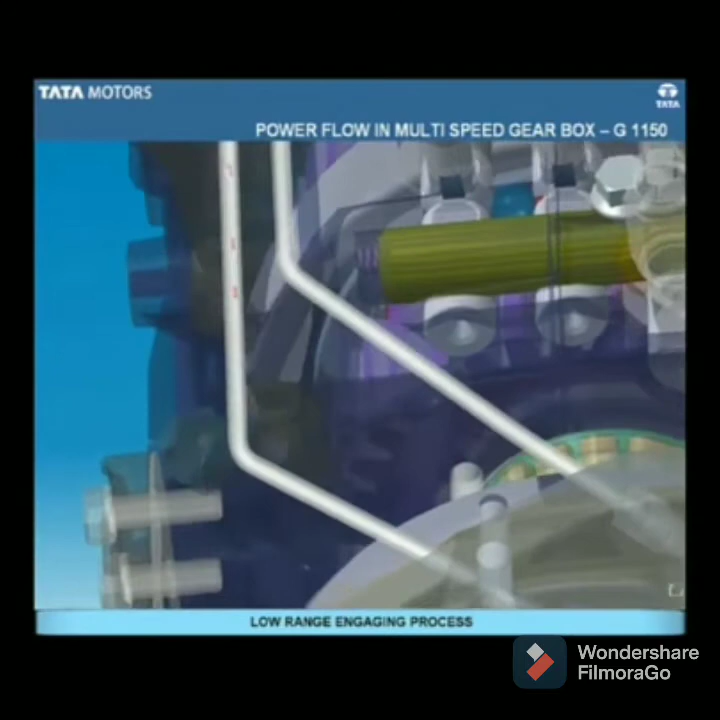 TATA MOTORS
TATA
POWER FLOW IN MULTI SPEED GEAR BOX – G 1150
LOW RANGE ENGAGING PROCESS
Wondershare
FilmoraGo